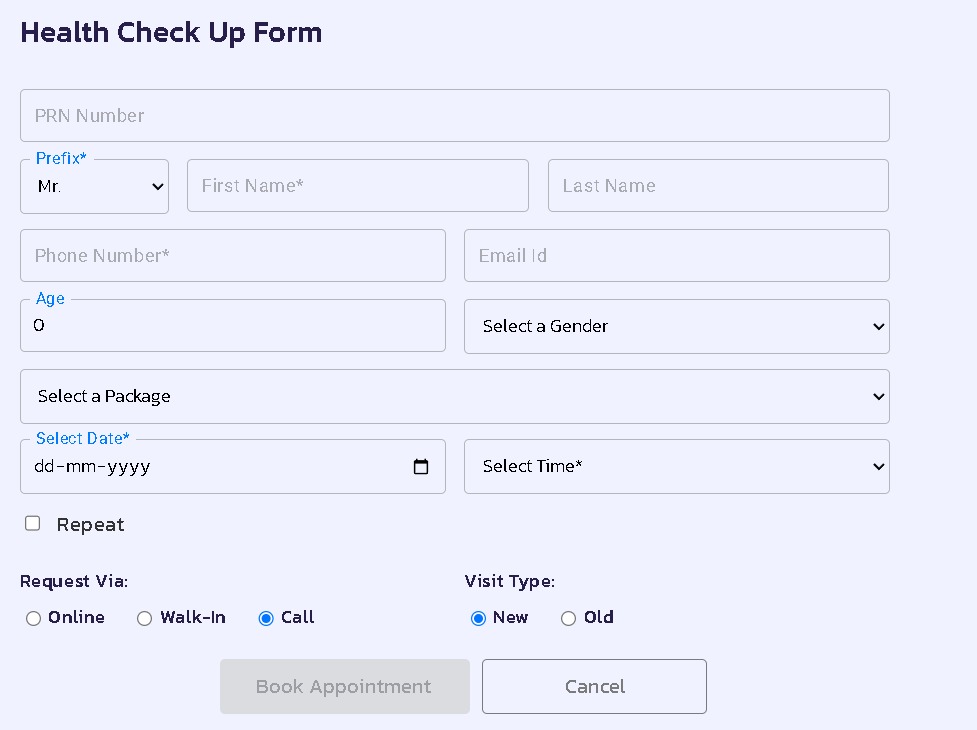 Health Check Up Form
PRN Number
Prefix*
Mr.
First Name*
Last Name
Phone Number*
Email Id
Age
0
Select a Gender
Select a Package
Select Date*
dd-mm-yyyy
Select Time*
Repeat
Request Via:
Visit Type:
Online Walk-In Call
New Old
Book Appointment
Cancel